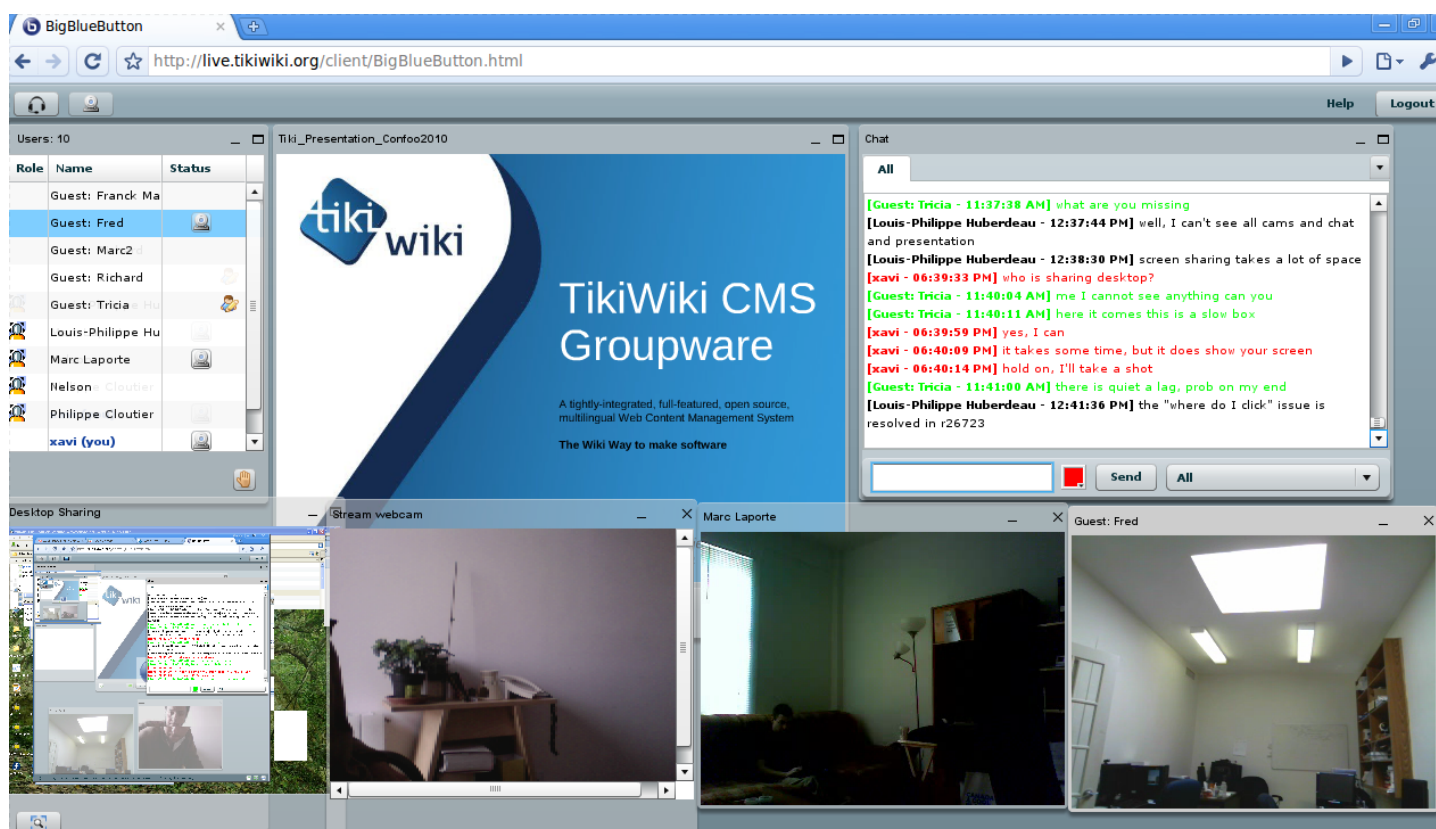 BigBlueButton
http://live.tikiwiki.org/client/BigBlueButton.html
Help
Logout
Users: 10
Role Name Status
Guest: Franck Ma
Guest: Fred
Guest: Marc2
Guest: Richard
Guest: Tricia
Louis-Philippe Hu
Marc Laporte
Nelson Cloutier
Philippe Cloutier
xavi (you)
Tiki_Presentation_Confoo2010
tiki
wiki
TikiWiki CMS
Groupware
A tightly-integrated, full-featured, open source,
multilingual Web Content Management System
The Wiki Way to make software
Chat
All
[Guest: Tricia - 11:37:38 AM] what are you missing
[Louis-Philippe Huberdeau - 12:37:44 PM] well, I can't see all cams and chat
and presentation
[Louis-Philippe Huberdeau - 12:38:30 PM] screen sharing takes a lot of space
[xavi - 06:39:33 PM] who is sharing desktop?
[Guest: Tricia - 11:40:04 AM] me I cannot see anything can you
[Guest: Tricia - 11:40:11 AM] here it comes this is a slow box
[xavi - 06:39:59 PM] yes, I can
[xavi - 06:40:09 PM] it takes some time, but it does show your screen
[xavi - 06:40:14 PM] hold on, I'll take a shot
[Guest: Tricia - 11:41:00 AM] there is quiet a lag, prob on my end
[Louis-Philippe Huberdeau - 12:41:36 PM] the "where do I click" issue is
resolved in r26723
Send
All
Desktop Sharing
wiki
Stream webcam
Marc Laporte
Guest: Fred